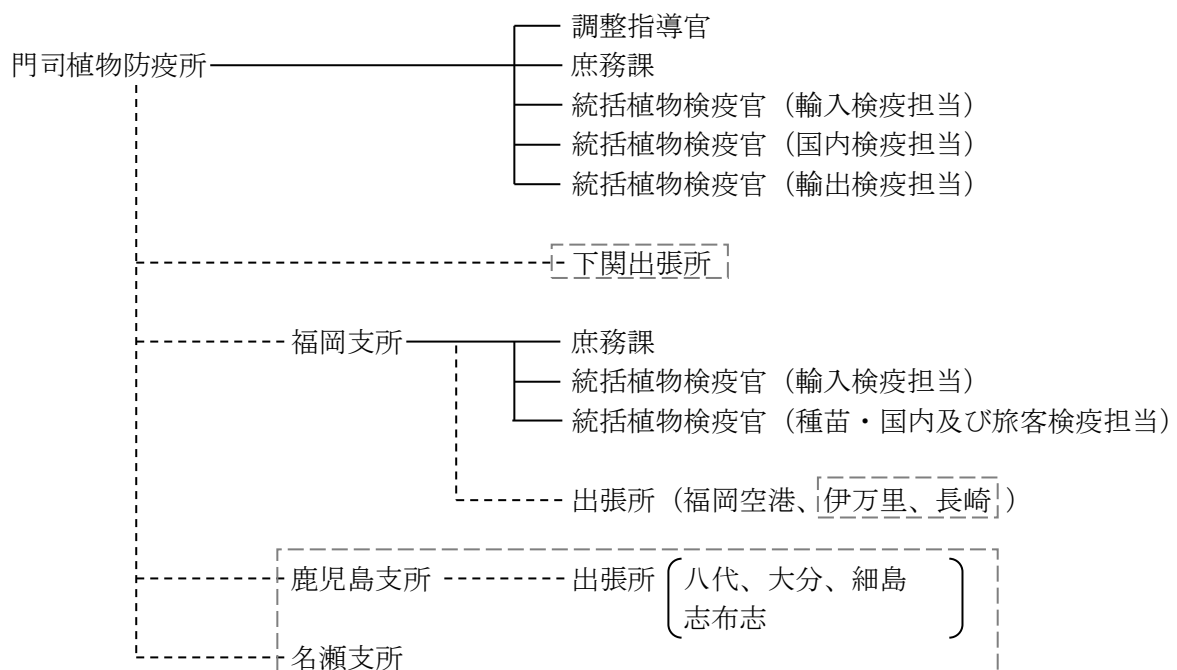 調整指導官
門司植物防疫所 庶務課
統括植物検疫官（輸入検疫担当）
統括植物検疫官（国内検疫担当）
統括植物検疫官（輸出検疫担当）
下関出張所
福岡支所 庶務課
統括植物検疫官（輸入検疫担当）
統括植物検疫官（種苗・国内及び旅客検疫担当）
出張所（福岡空港、伊万里、長崎）
鹿児島支所 出張所 八代、大分、細島
志布志
名瀬支所